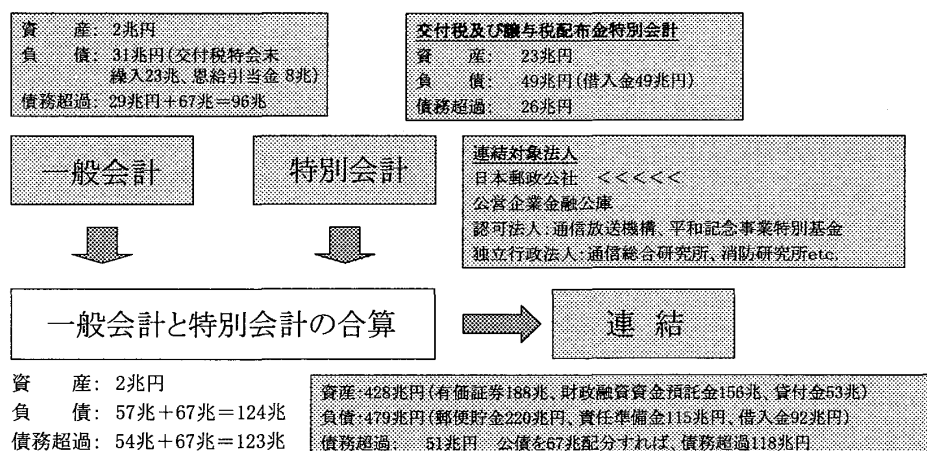 資　　産: 2兆円
負　　債: 31兆円(交付税特会未
繰入23兆、恩給引当金 8兆)
債務超過: 29兆円＋67兆＝96兆
交付税及び譲与税配布金特別会計
資　　産: 23兆円
負　　債: 49兆円(借入金49兆円)
債務超過: 26兆円
一般会計
特別会計
連結対象法人
日本郵政公社　＜＜＜＜＜
公営企業金融公庫
認可法人:通信放送機構、平和記念事業特別基金
独立行政法人:通信総合研究所、消防研究所etc.
一般会計と特別会計の合算
連 結
資　　産: 2兆円
負　　債: 57兆＋67兆＝124兆
債務超過: 54兆＋67兆＝123兆
資産:428兆円(有価証券188兆、財政融資資金預託金156兆、貸付金53兆)
負債:479兆円(郵便貯金220兆円、責任準備金115兆円、借入金92兆円)
債務超過:　51兆円　公債を67兆配分すれば、債務超過118兆円